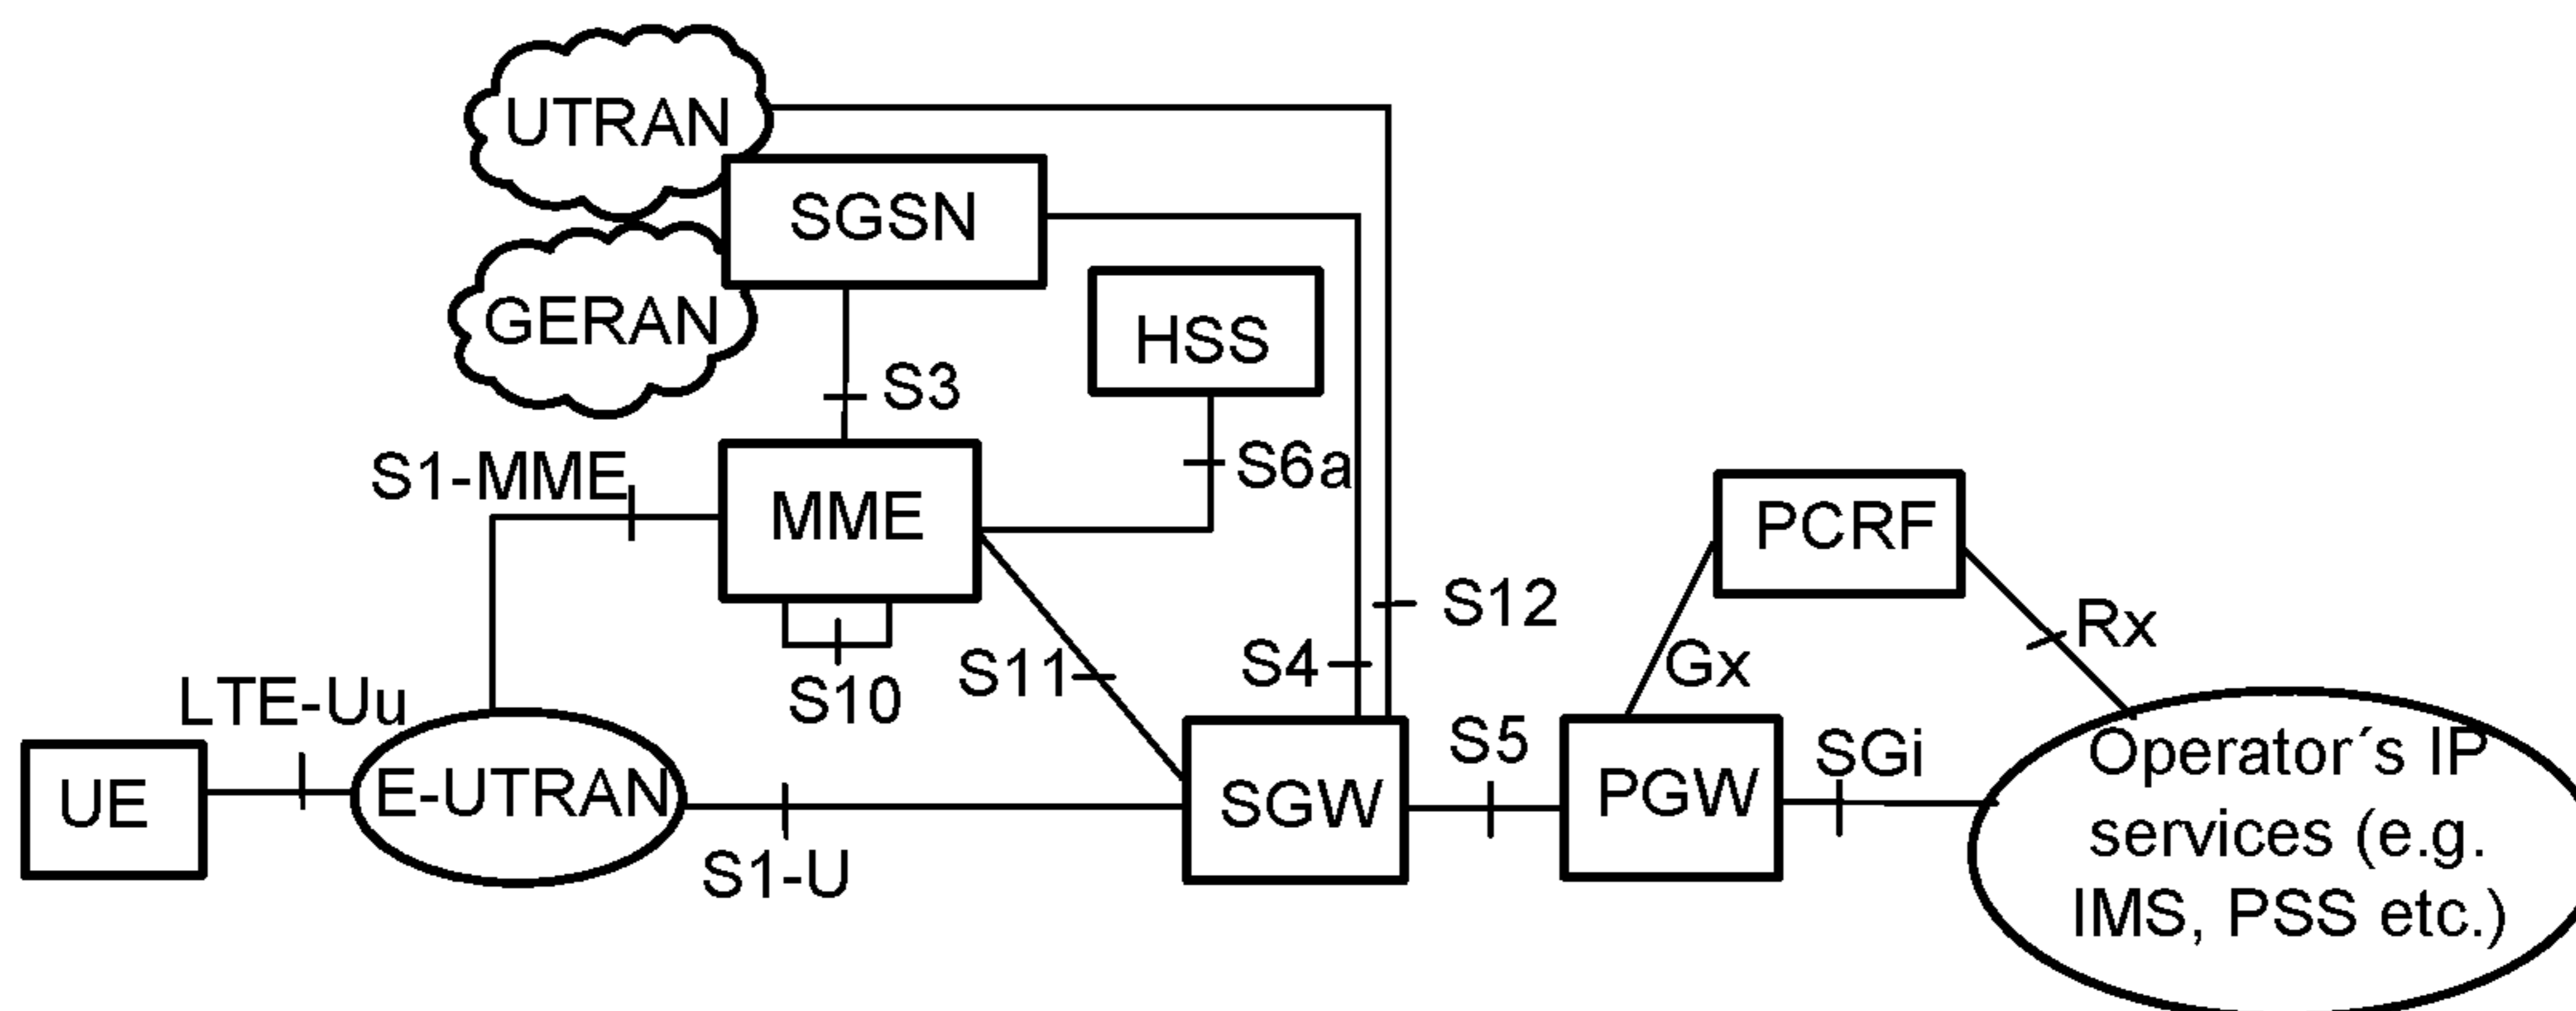 UTRAN
SGSN
GERAN
HSS
S3
S1-MME
S6a
MME
PCRF
S12
Rx
S4
Gx
S11
S10
LTE-Uu
S5
SGi
Operator´s IP
services (e.g.
IMS, PSS etc.)
UE
E-UTRAN
SGW
PGW
S1-U